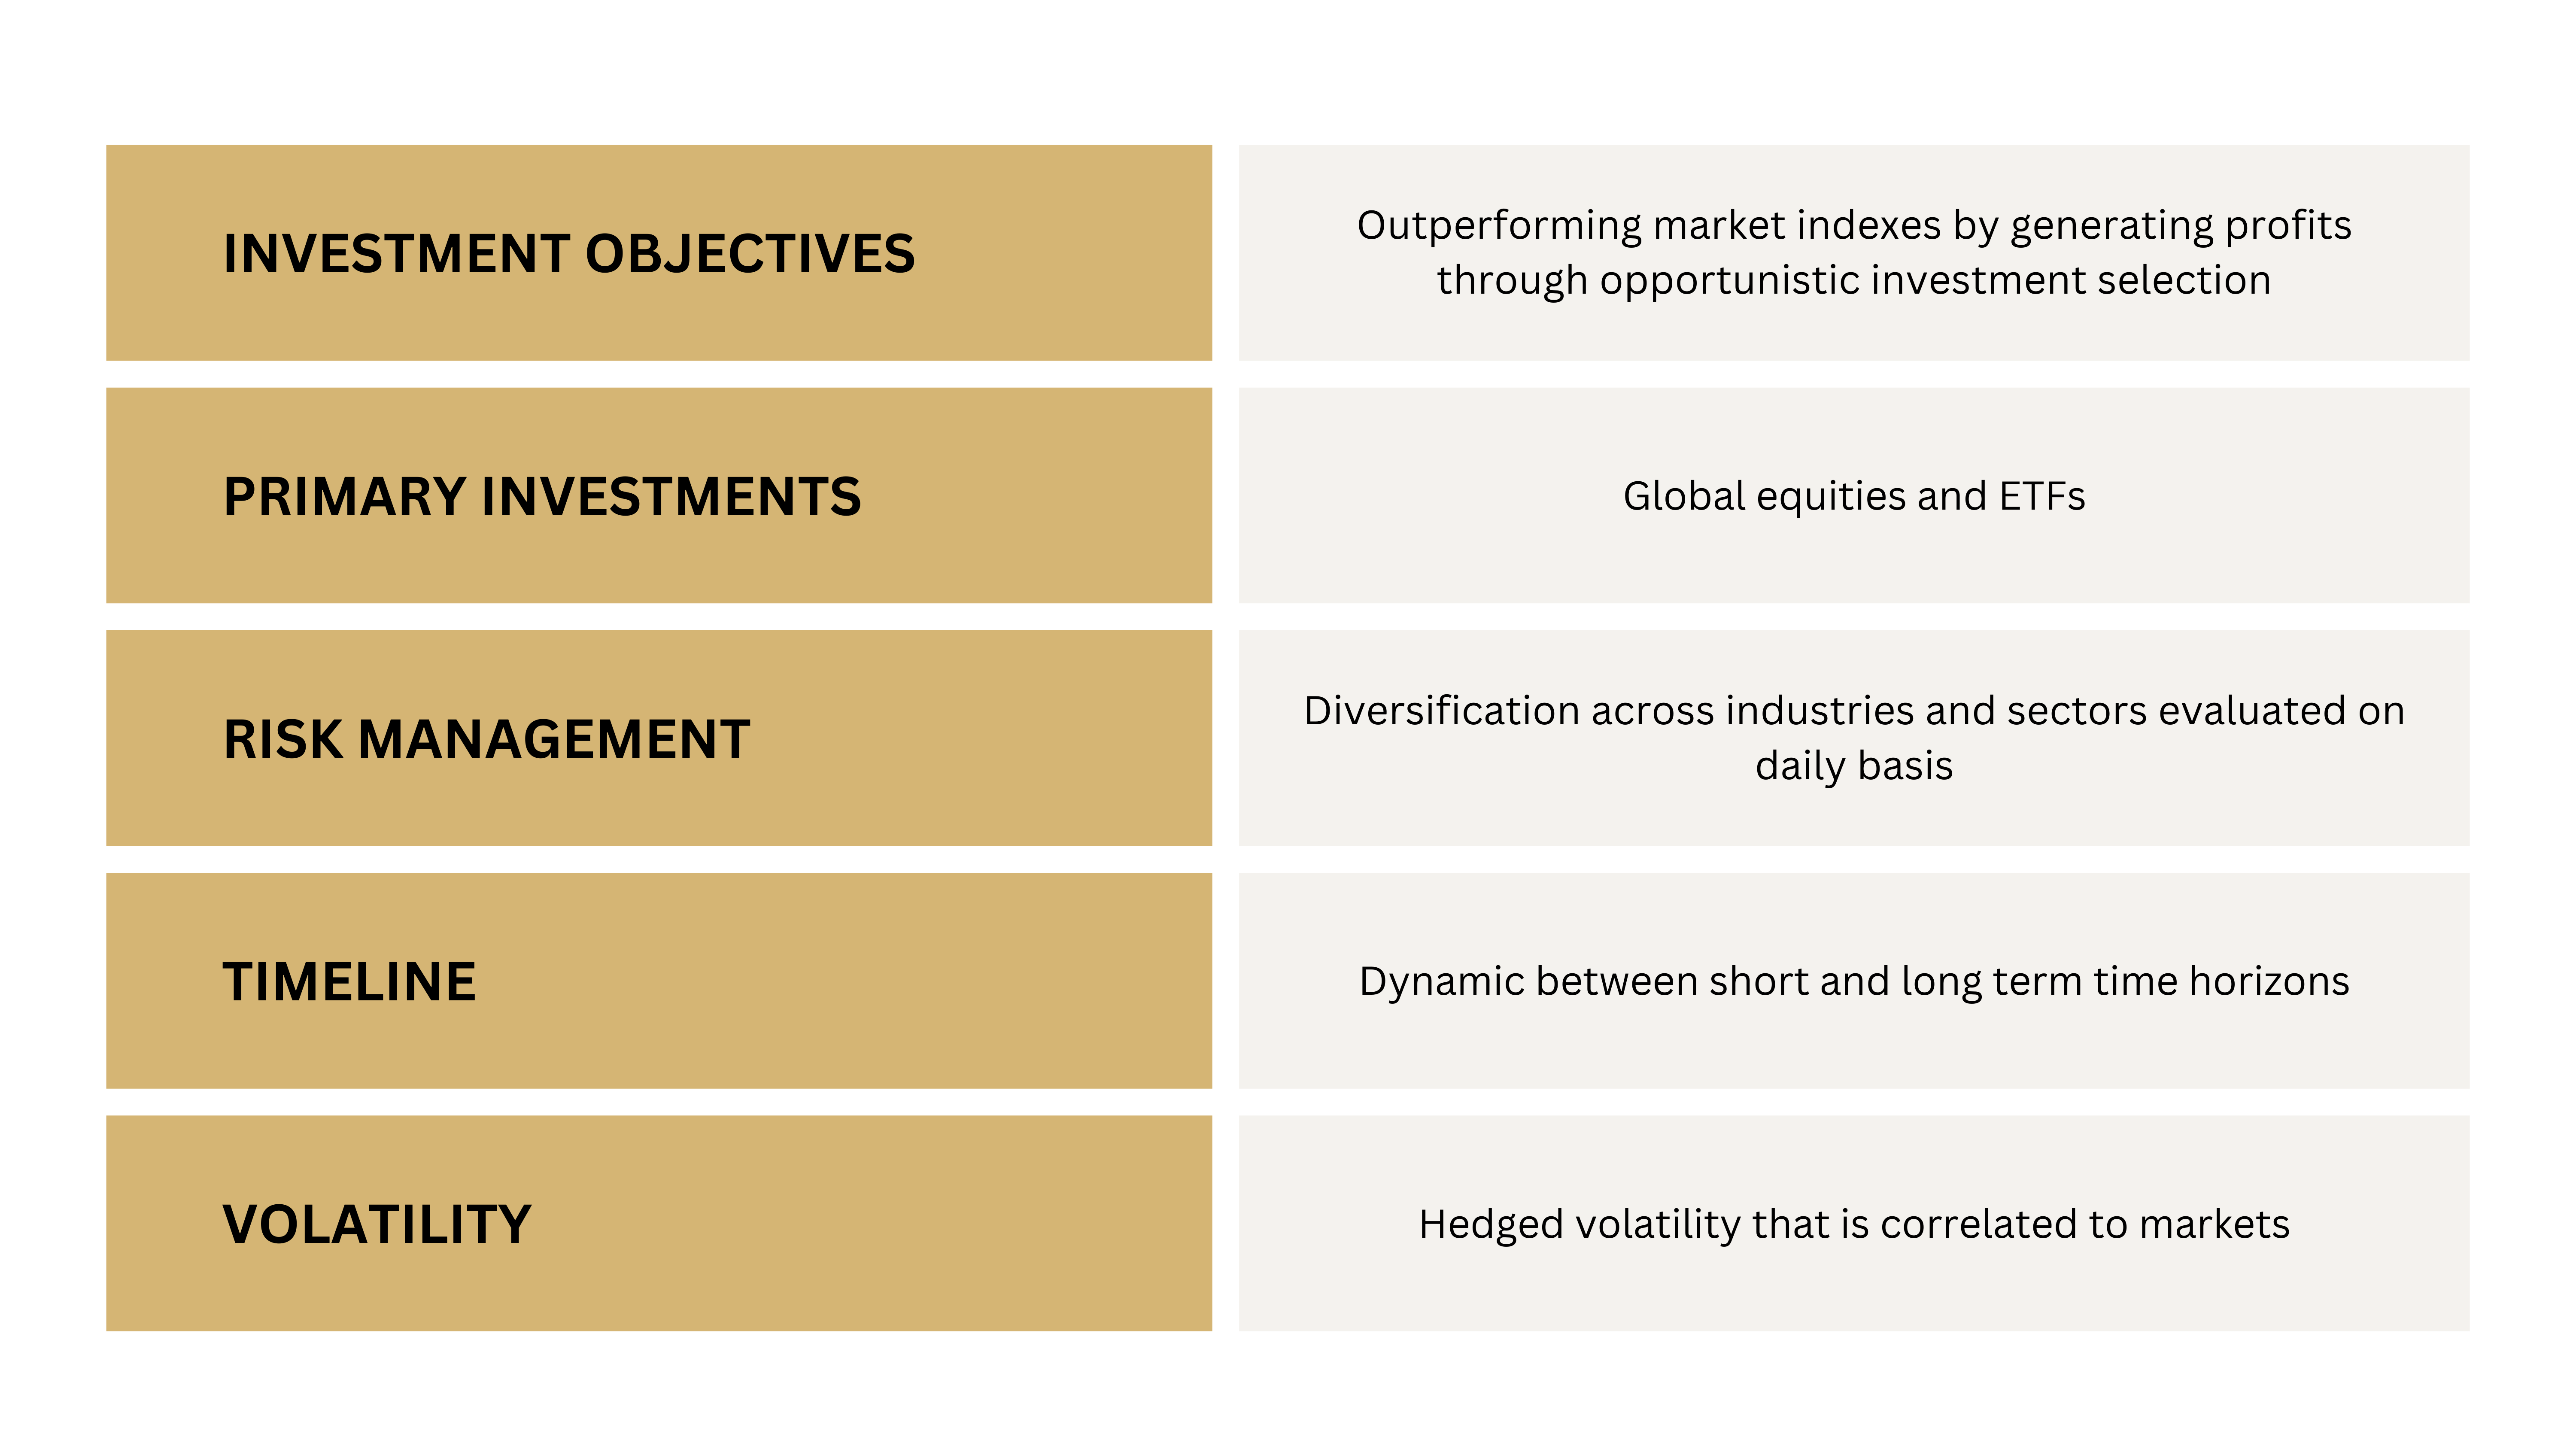 INVESTMENT OBJECTIVES
Outperforming market indexes by generating profits
through opportunistic investment selection
PRIMARY INVESTMENTS
Global equities and ETFs
RISK MANAGEMENT
Diversification across industries and sectors evaluated on
daily basis
TIMELINE
Dynamic between short and long term time horizons
VOLATILITY
Hedged volatility that is correlated to markets